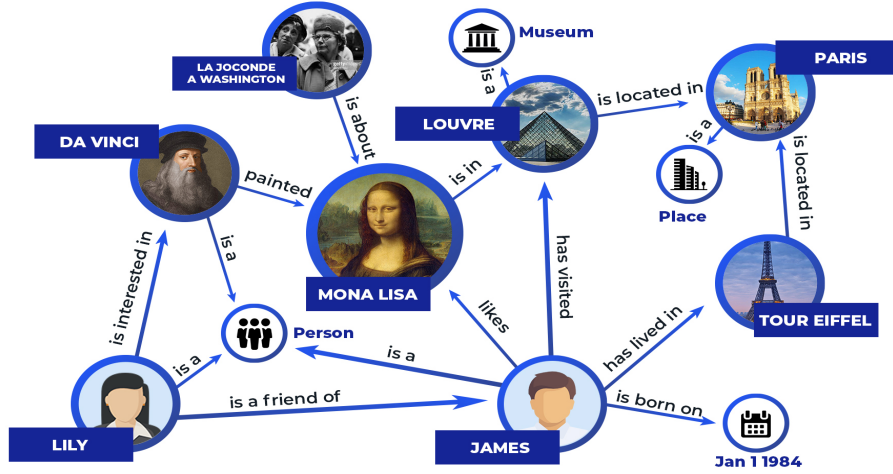 Museum
PARIS
LA JOCONDE
A WASHINGTON
is a
is located in
LOUVRE
is about
is a
is located in
DA VINCI
painted
is in
Place
is a
is interested in
has visited
MONA LISA
likes
TOUR EIFFEL
Person
has lived in
is a
is a
is a friend of
is born on
LILY
JAMES
Jan 1 1984